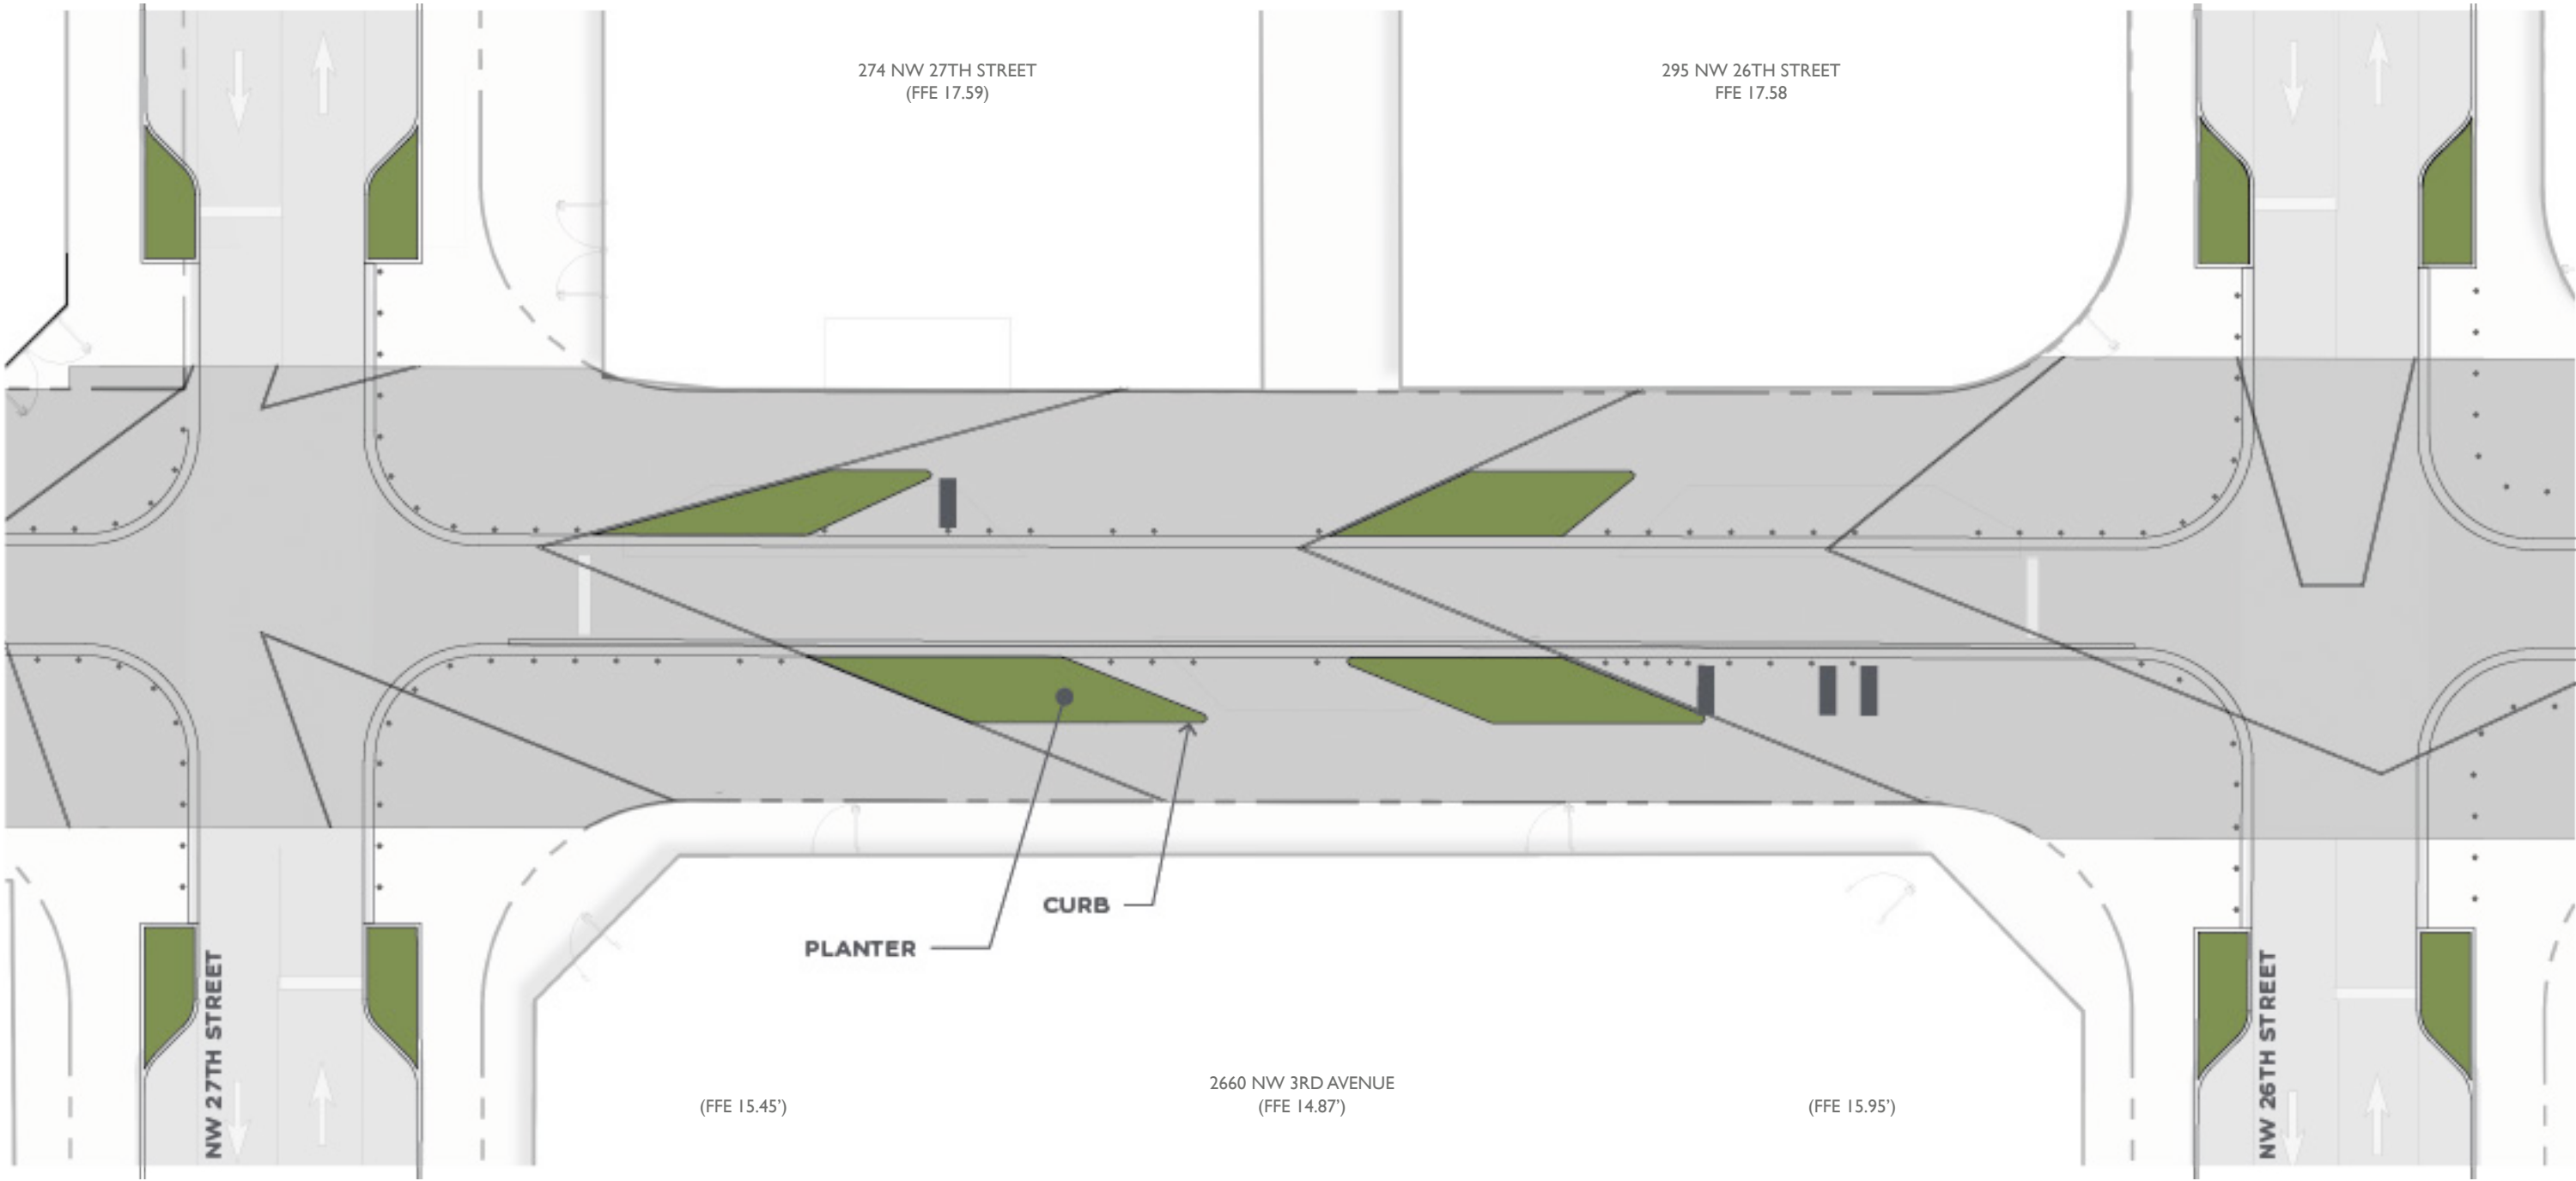 274 NW 27TH STREET
(FFE 17.59)
295 NW 26TH STREET
FFE 17.58
CURB
PLANTER
NW 27TH STREET
NW 26TH STREET
2660 NW 3RD AVENUE
(FFE 14.87')
(FFE 15.45')
(FFE 15.95')